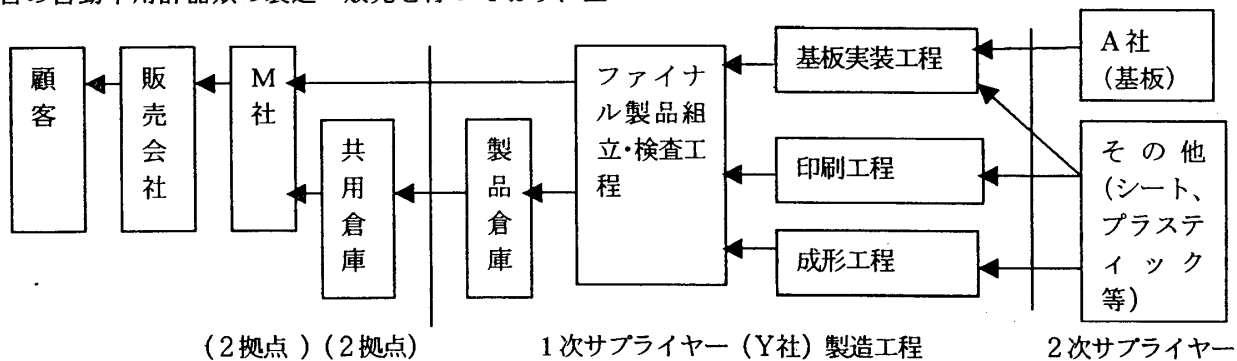 顧客
販売会社
M社
共用倉庫
製品倉庫
ファイナ
ル製品組
立・検査工
程
基板実装工程
印刷工程
成形工程
A社
(基板)
その他
(シート、
プラステ
ィック
等)
(2拠点)(2拠点)
1次サプライヤー(Y社)製造工程
2次サプライヤー